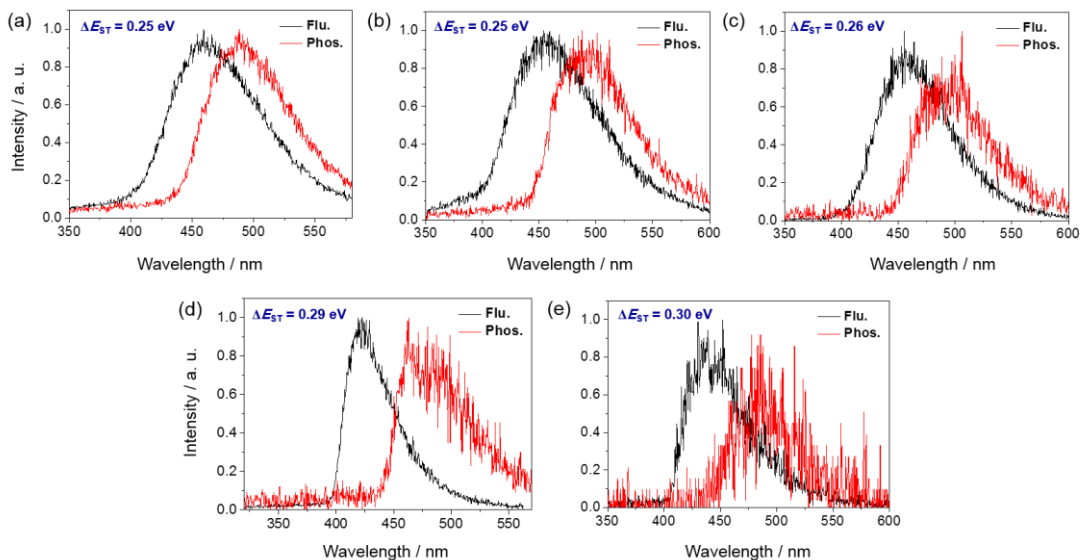 (a)
ΔE_ST = 0.25 eV
Flu.
Phos.
1.0
0.8
0.6
0.4
0.2
0.0
350
400
450
500
550
Intensity / a. u.
Wavelength / nm
(b)
ΔE_ST = 0.25 eV
Flu.
Phos.
1.0
0.8
0.6
0.4
0.2
0.0
350
400
450
500
550
600
Wavelength / nm
(c)
ΔE_ST = 0.26 eV
Flu.
Phos.
1.0
0.8
0.6
0.4
0.2
0.0
350
400
450
500
550
600
Wavelength / nm
(d)
ΔE_ST = 0.29 eV
Flu.
Phos.
1.0
0.8
0.6
0.4
0.2
0.0
350
400
450
500
550
Intensity / a. u.
Wavelength / nm
(e)
ΔE_ST = 0.30 eV
Flu.
Phos.
1.0
0.8
0.6
0.4
0.2
0.0
350
400
450
500
550
600
Wavelength / nm